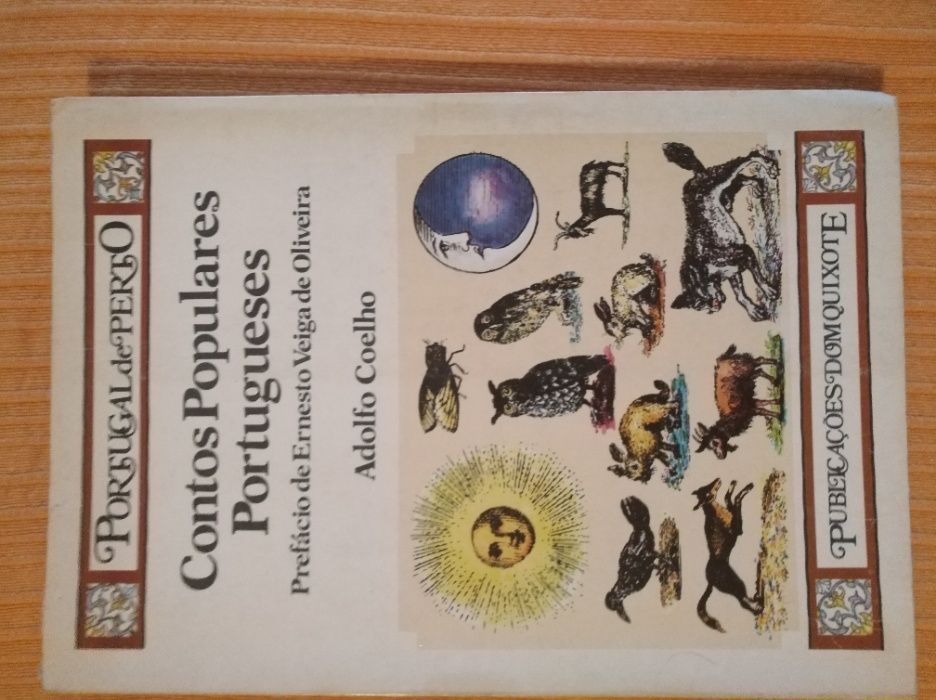 PORTUGAL de PERTO
Contos Populares
Portugueses
Prefácio de Ernesto Veiga de Oliveira
Adolfo Coelho
PUBLICAÇÕES DOM QUIXOTE